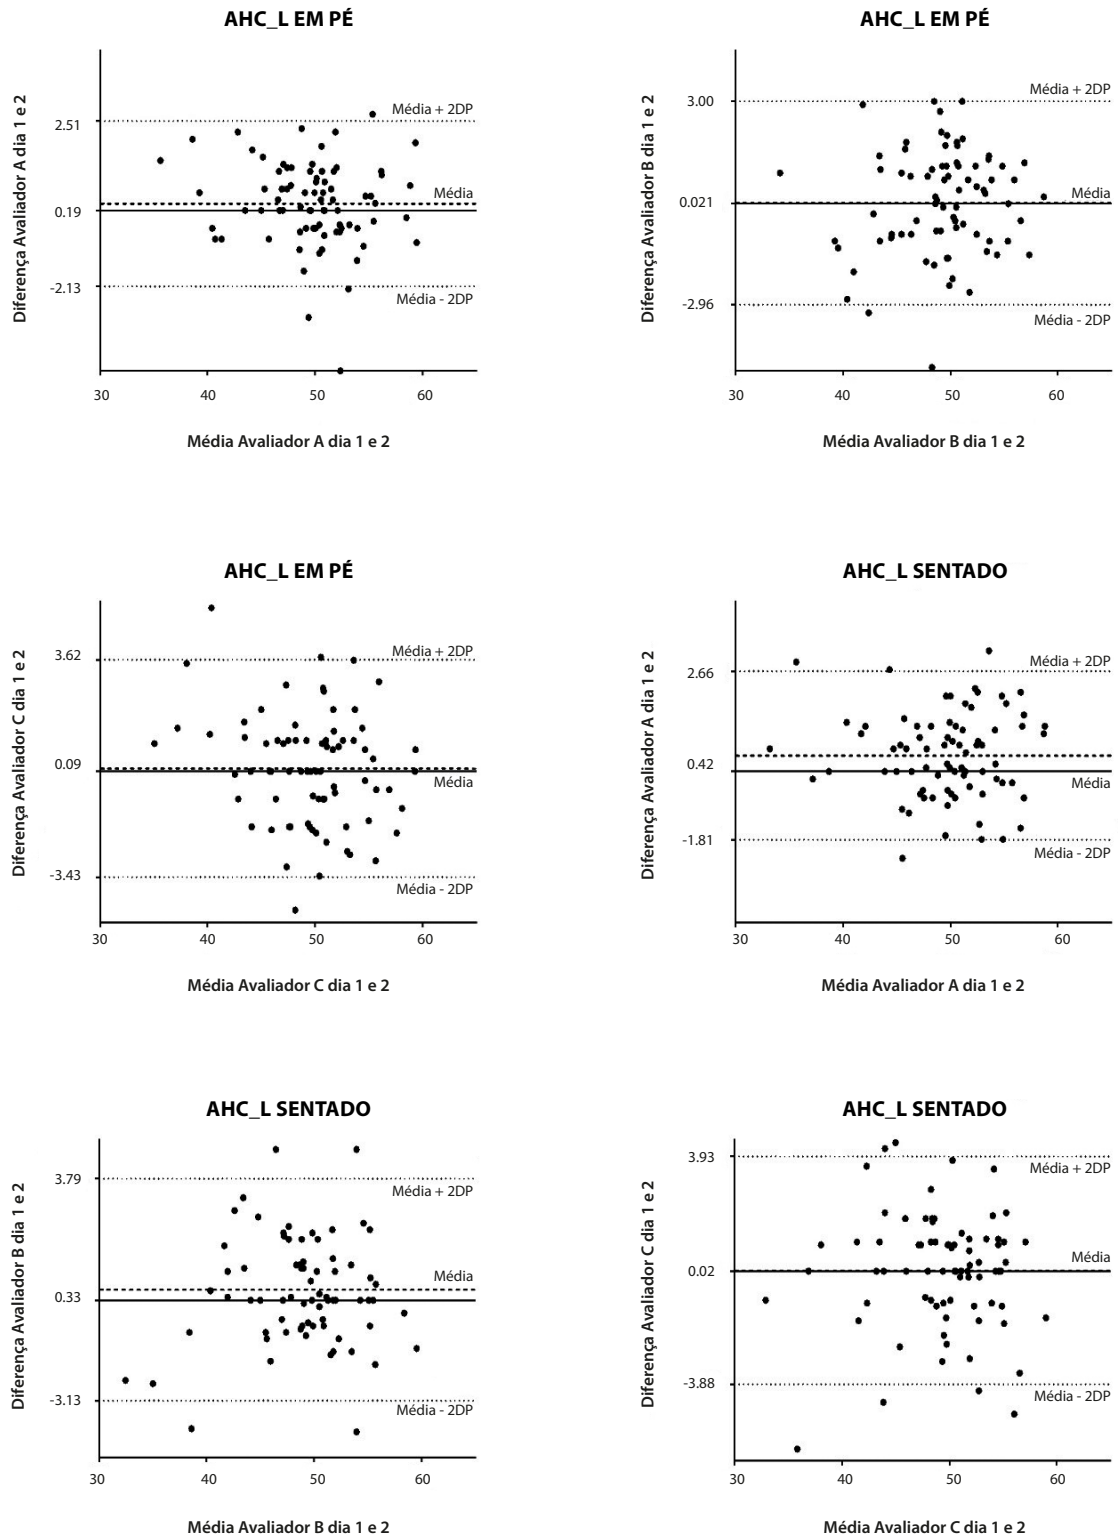 AHC_L EM PÉ
Diferença Avaliador A dia 1 e 2
2.51
0.19
-2.13
Média + 2DP
Média
Média - 2DP
30 40 50 60
Média Avaliador A dia 1 e 2
AHC_L EM PÉ
Diferença Avaliador B dia 1 e 2
3.00
0.021
-2.96
Média + 2DP
Média
Média - 2DP
30 40 50 60
Média Avaliador B dia 1 e 2
AHC_L EM PÉ
Diferença Avaliador C dia 1 e 2
3.62
0.09
-3.43
Média + 2DP
Média
Média - 2DP
30 40 50 60
Média Avaliador C dia 1 e 2
AHC_L SENTADO
Diferença Avaliador A dia 1 e 2
2.66
0.42
-1.81
Média + 2DP
Média
Média - 2DP
30 40 50 60
Média Avaliador A dia 1 e 2
AHC_L SENTADO
Diferença Avaliador B dia 1 e 2
3.79
0.33
-3.13
Média + 2DP
Média
Média - 2DP
30 40 50 60
Média Avaliador B dia 1 e 2
AHC_L SENTADO
Diferença Avaliador C dia 1 e 2
3.93
0.02
-3.88
Média + 2DP
Média
Média - 2DP
30 40 50 60
Média Avaliador C dia 1 e 2